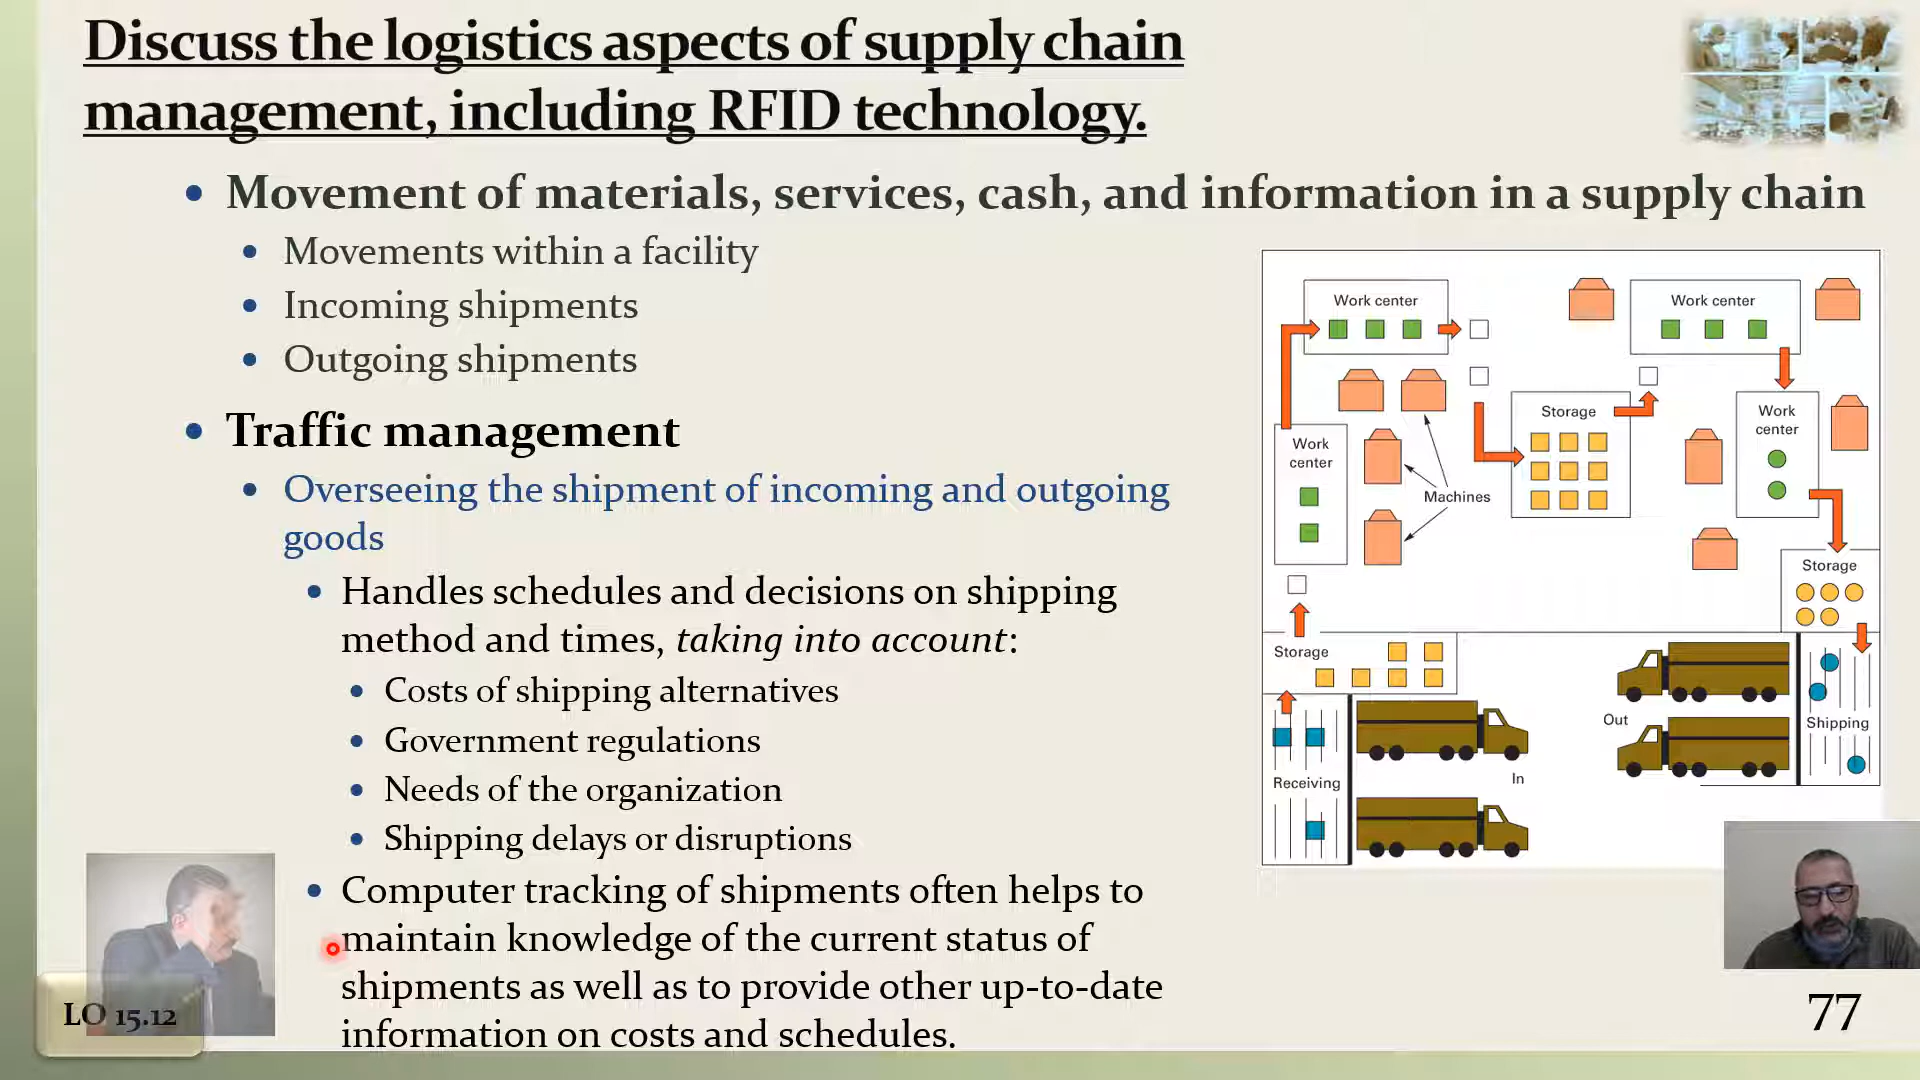 Discuss the logistics aspects of supply chain
management, including RFID technology.
• Movement of materials, services, cash, and information in a supply chain
• Movements within a facility
• Incoming shipments
• Outgoing shipments
• Traffic management
• Overseeing the shipment of incoming and outgoing
goods
• Handles schedules and decisions on shipping
method and times, taking into account:
• Costs of shipping alternatives
• Government regulations
• Needs of the organization
• Shipping delays or disruptions
• Computer tracking of shipments often helps to
maintain knowledge of the current status of
shipments as well as to provide other up-to-date
information on costs and schedules.
Work center
Work center
Storage
Work
center
Work
center
Machines
Storage
Storage
Out
Shipping
In
Receiving
LO 15.12
77